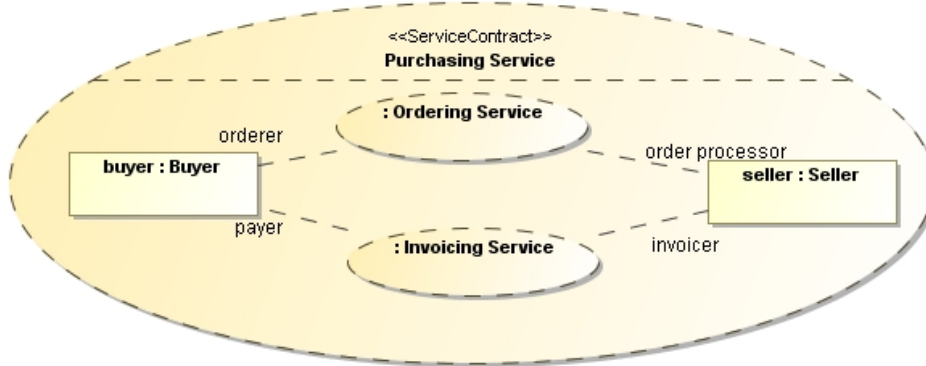 <<ServiceContract>>
Purchasing Service
: Ordering Service
orderer
order processor
buyer : Buyer
seller : Seller
payer
: Invoicing Service
invoicer